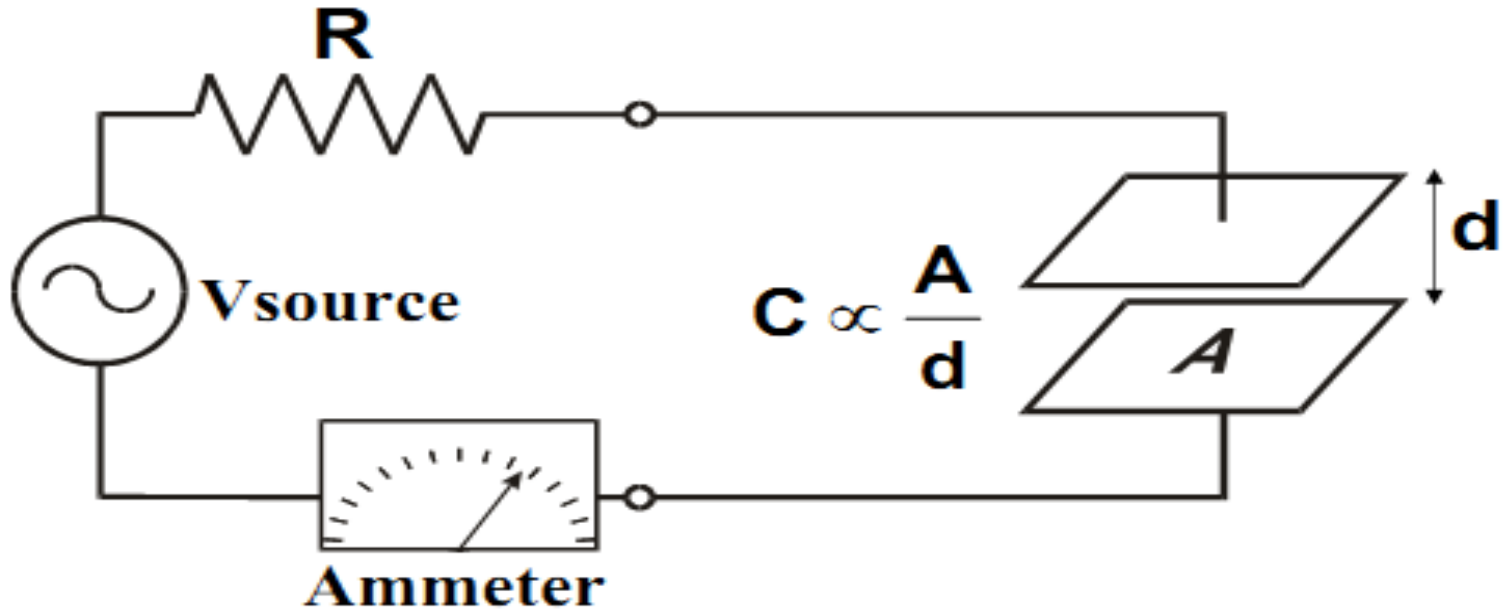 R
d
Vsource
C ∝ A/d
A
Ammeter